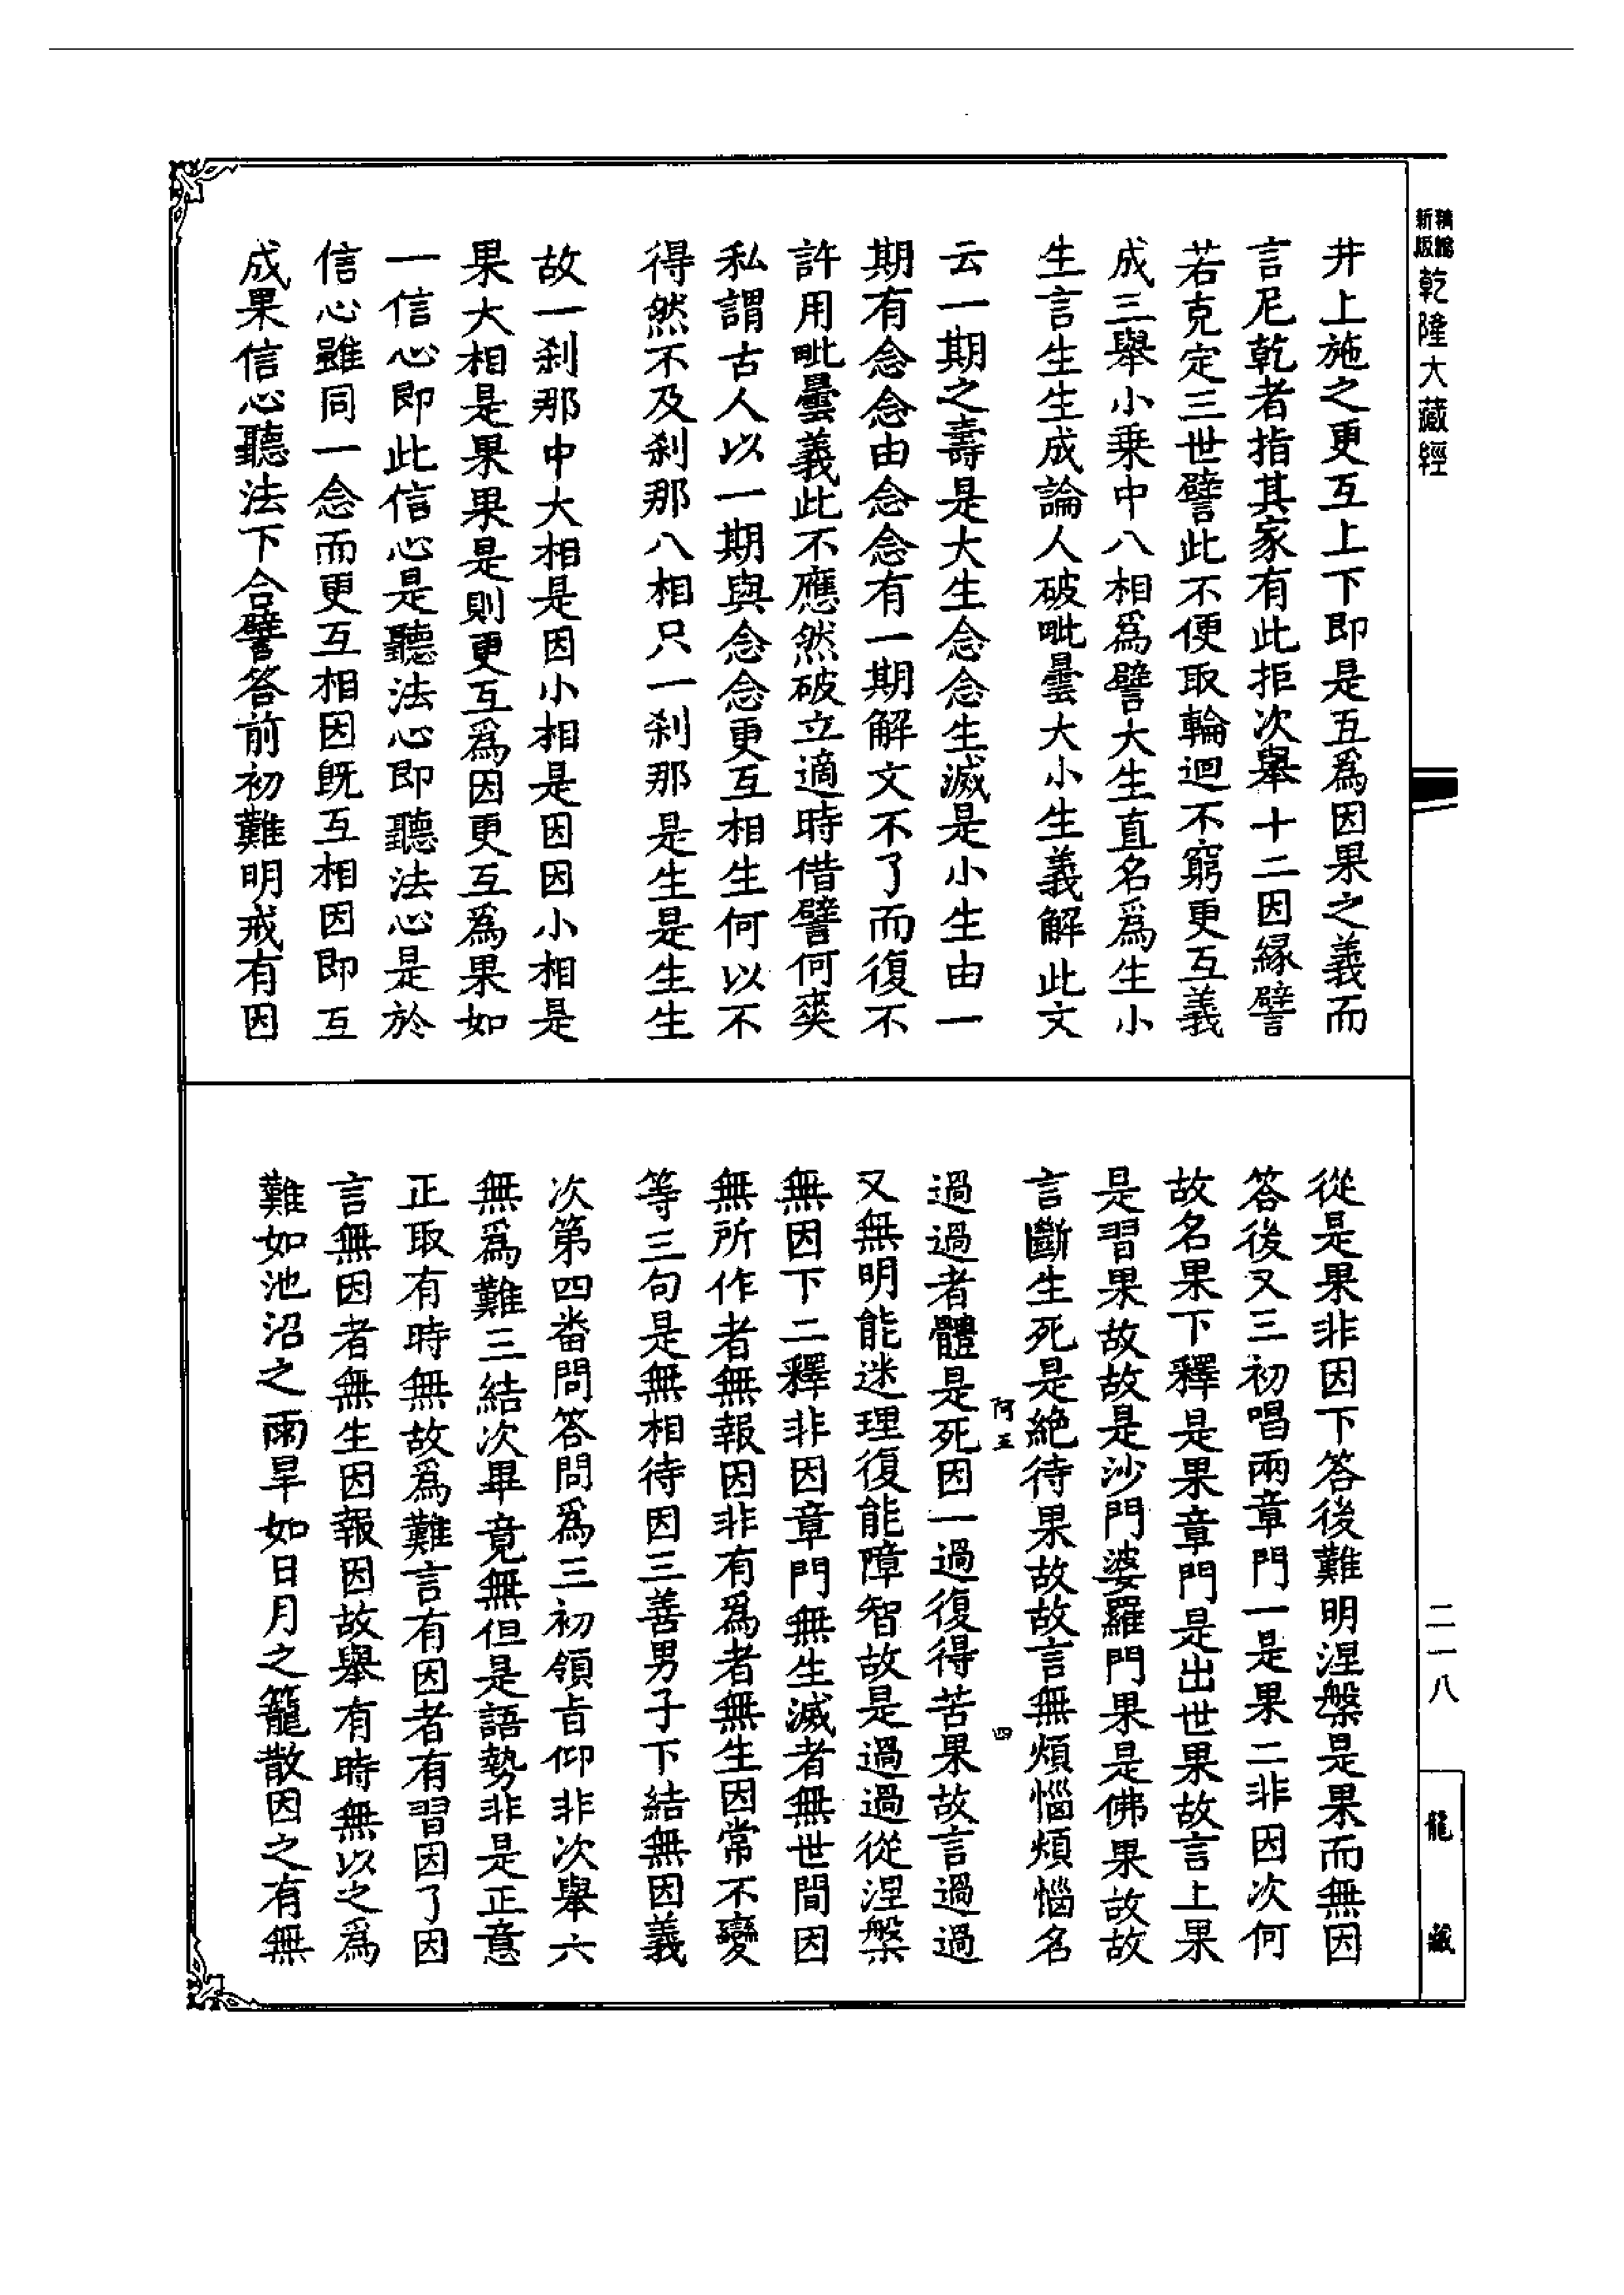 新版
精編
乾隆大藏經
井上施之更互上下即是五爲因果之義而
言尼乾者指其家有此拒次舉十二因緣譬
若克定三世譬此不便取輪迴不窮更互義
成三舉小乗中八相爲譬大生直名爲生小
生言生生成論人破毗曇大小生義解此文
云一期之壽是大生念念生滅是小生由一
期有念念由念念有一期解文不了而復不
許用毗曇義此不應然破立適時借譬何爽
私謂古人以一期與念念更互相生何以不
得然不及刹那八相只一刹那是生是生生
故一刹那中大相是因小相是因因小相是
果大相是果果是則更互爲因更互爲果如
一信心即此信心是聽法心即聽法心是於
信心雖同一念而更互相因既互相因即互
成果信心聽法下合譬答前初難明戒有因
從是果非因下答後難明涅槃是果而無因
答後又三初唱兩章門一是果二非因次何
故名果下釋是果章門是出世果故言上果
是習果故故是沙門婆羅門果是佛果故故
言斷生死是絶待果故故言無煩惱煩惱名
阿五 四
過過者體是死因一過復得苦果故言過過
又無明能迷理復能障智故是過過從涅槃
無因下二釋非因章門無生滅者無世間因
無所作者無報因非有爲者無生因常不變
等三句是無相待因三善男子下結無因義
次第四番問答問爲三初領旨仰非次舉六
無爲難三結次畢竟無但是語勢非是正意
正取有時無故爲難言有因者有習因了因
言無因者無生因報因故舉有時無以之爲
難如池沼之雨旱如日月之籠散因之有無
二一八
龍藏